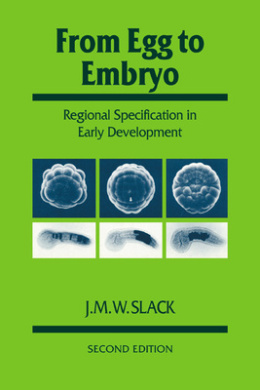 From Egg to
Embryo
Regional Specification in
Early Development
J.M.W. SLACK
SECOND EDITION